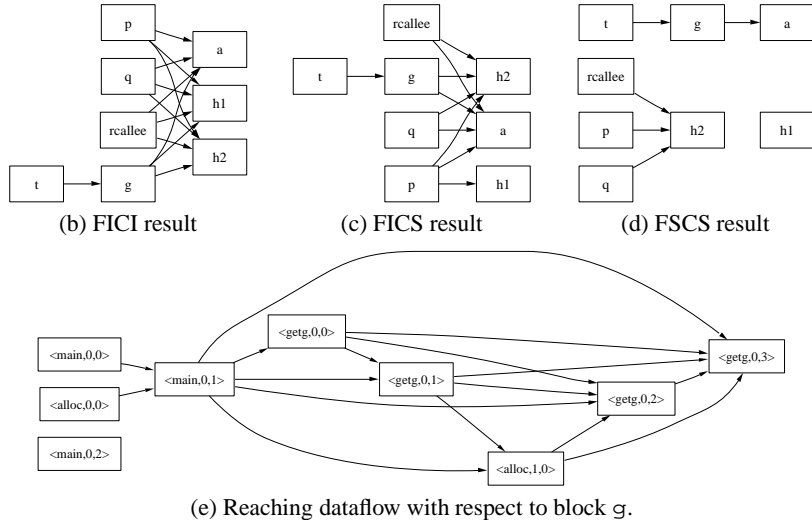 p
a
q
h1
rcallee
h2
t
g
(b) FICI result
rcallee
h2
t
g
q
a
p
h1
(c) FICS result
t
g
a
rcallee
p
h2
h1
q
(d) FSCS result
<main,0,0>
<alloc,0,0>
<main,0,2>
<main,0,1>
<getg,0,0>
<getg,0,1>
<alloc,1,0>
<getg,0,2>
<getg,0,3>
(e) Reaching dataflow with respect to block g.